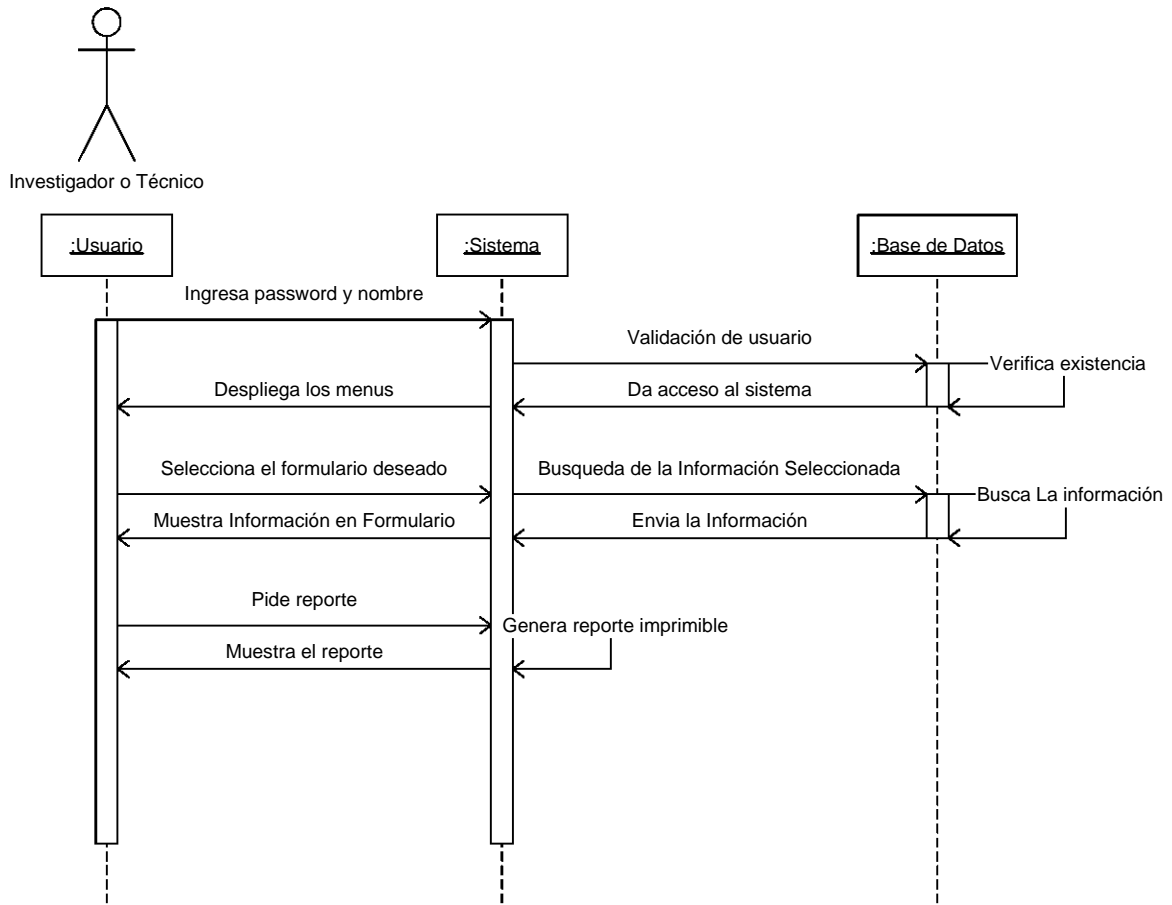 Investigador o Técnico
:Usuario
:Sistema
:Base de Datos
Ingresa password y nombre
Validación de usuario
Verifica existencia
Despliega los menus
Da acceso al sistema
Selecciona el formulario deseado
Busqueda de la Información Seleccionada
Busca La información
Muestra Información en Formulario
Envia la Información
Pide reporte
Genera reporte imprimible
Muestra el reporte